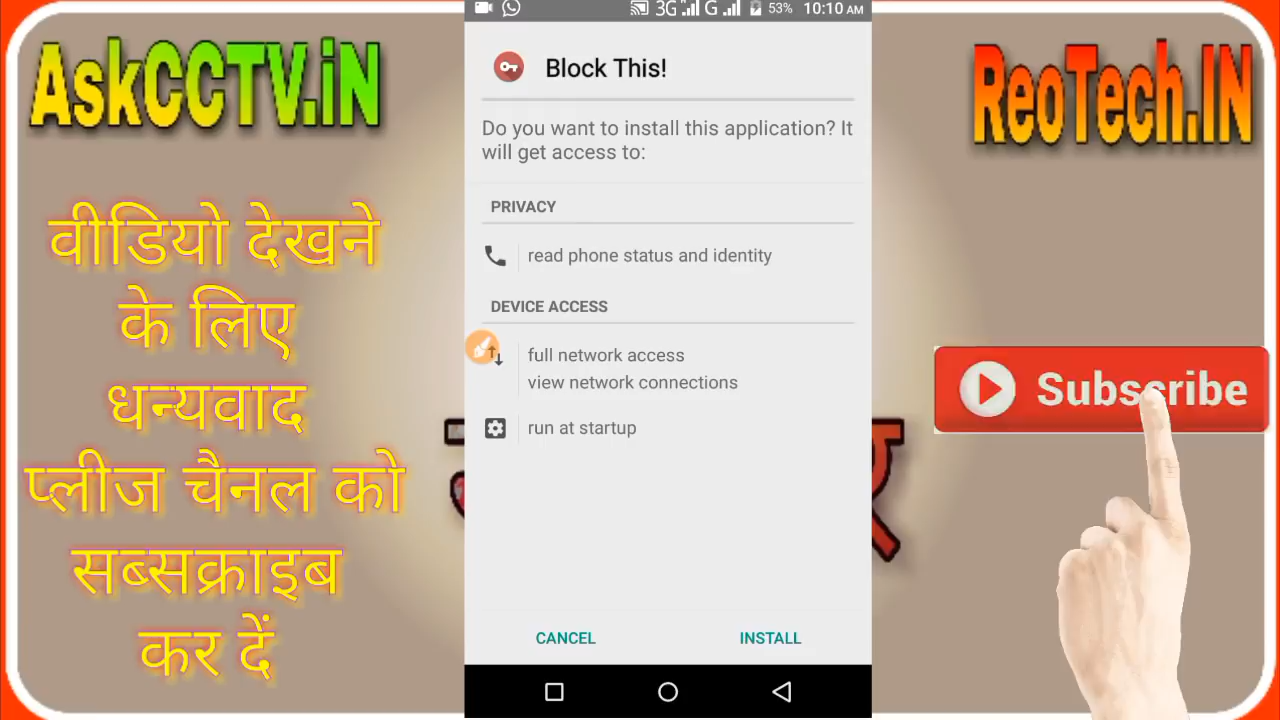 AskCCTV.iN
ReoTech.IN
वीडियो देखने
के लिए
धन्यवाद
प्लीज चैनल को
सब्सक्राइब
कर दें
3G G 53% 10:10 AM
Block This!
Do you want to install this application? It
will get access to:
PRIVACY
read phone status and identity
DEVICE ACCESS
full network access
view network connections
run at startup
CANCEL INSTALL
Subscribe